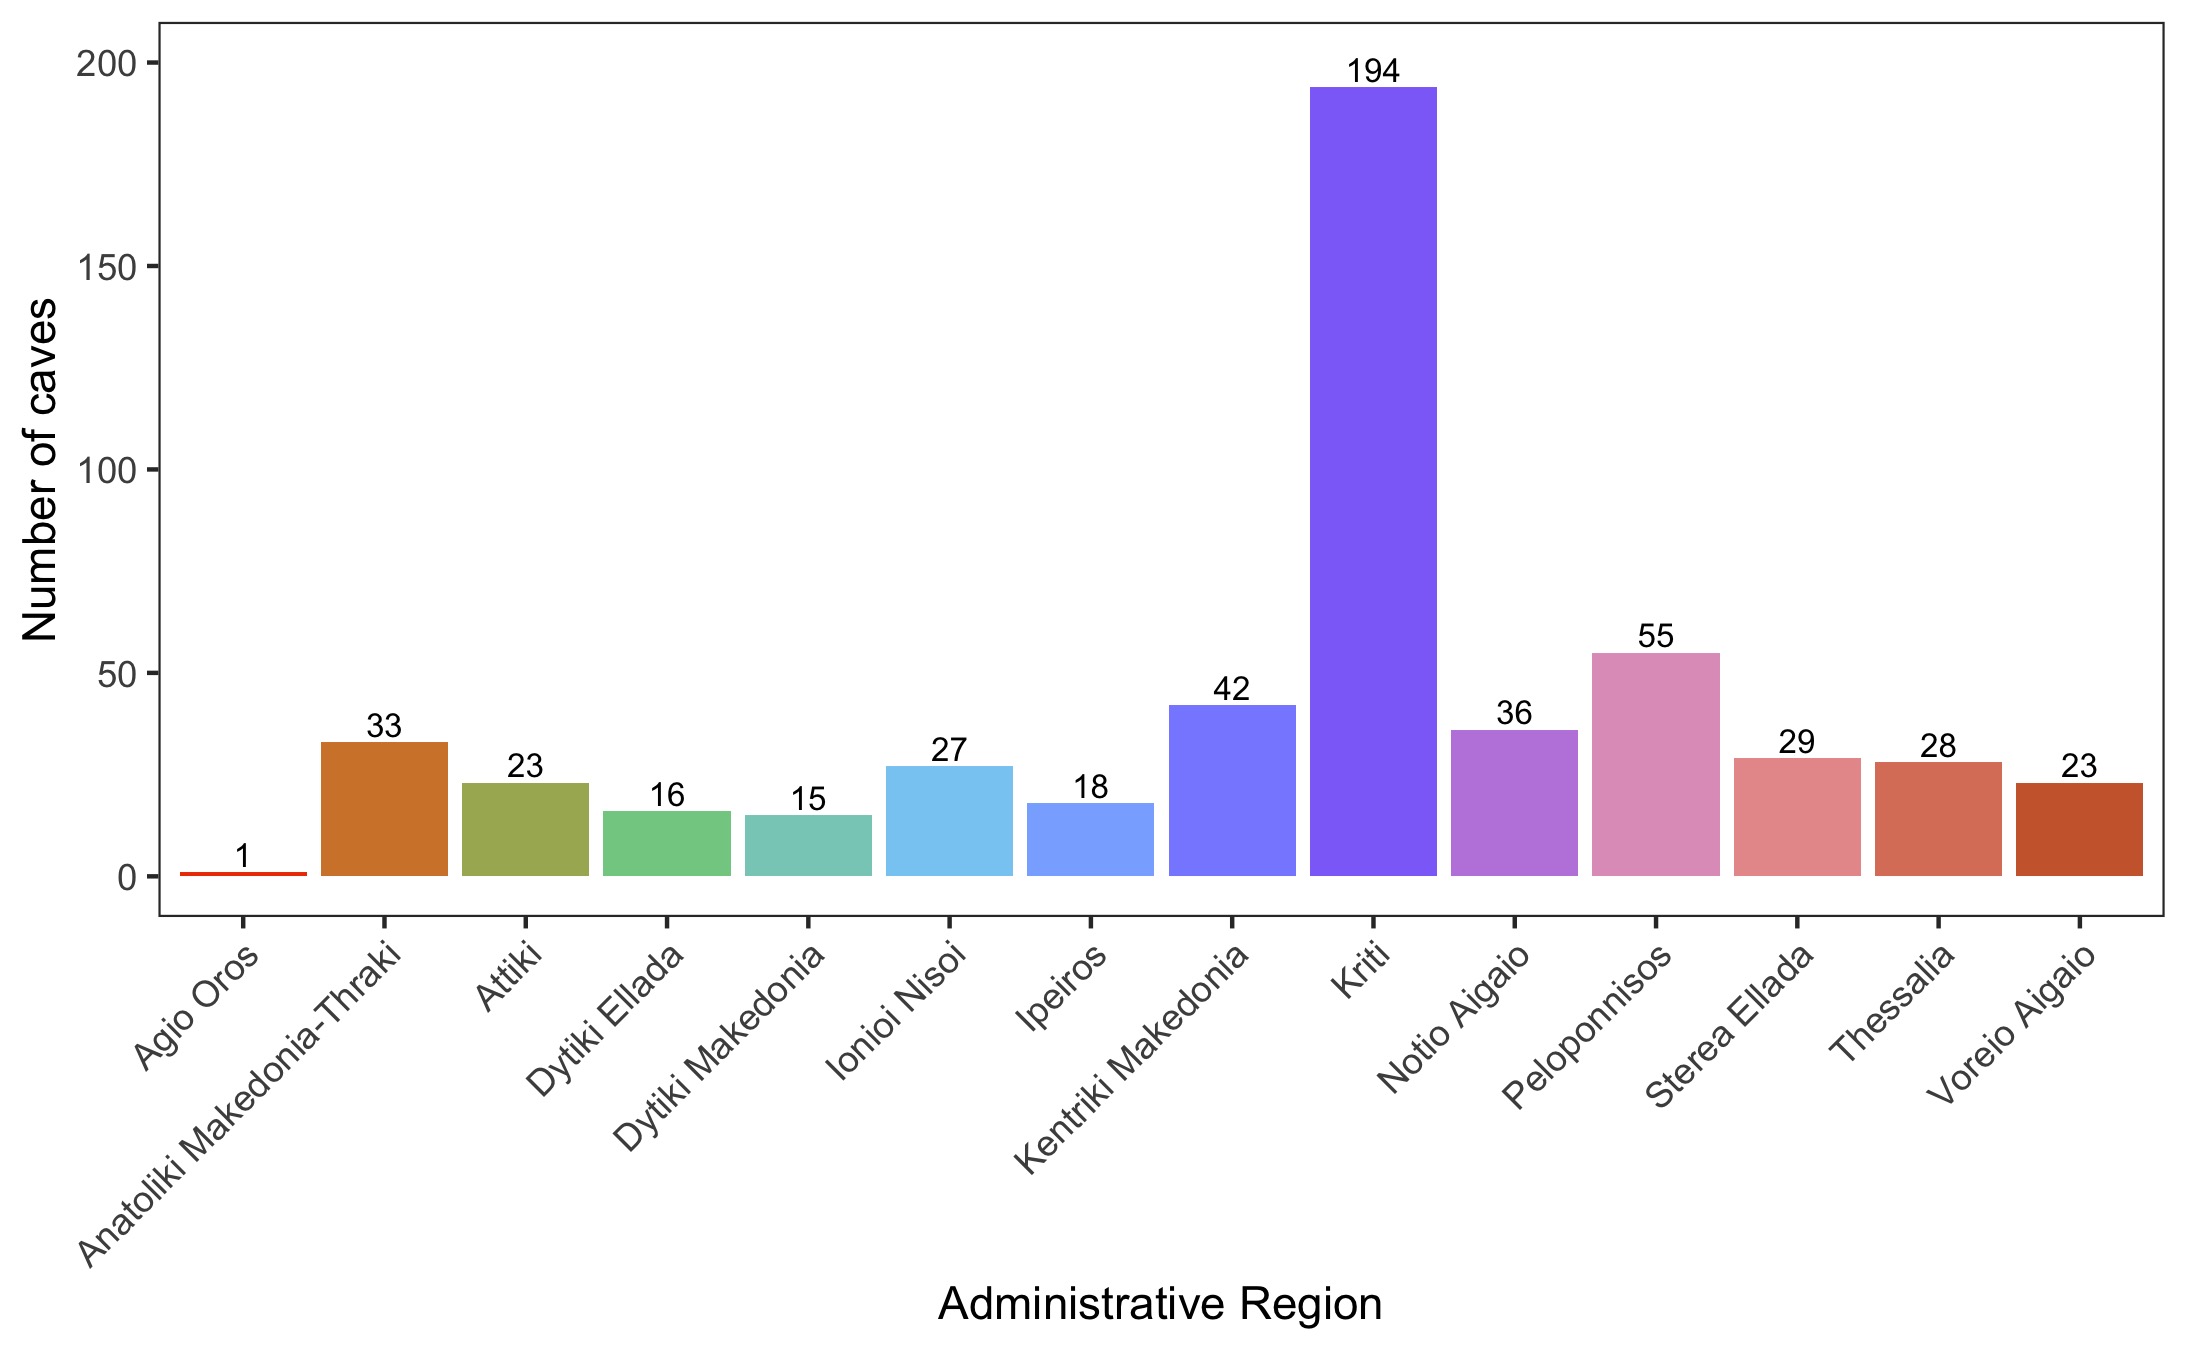 Number of caves
200
150
100
50
0
1
33
23
16
15
27
18
42
194
36
55
29
28
23
Agio Oros
Anatoliki Makedonia-Thraki
Attiki
Dytiki Ellada
Dytiki Makedonia
Ionioi Nisoi
Ipeiros
Kentriki Makedonia
Kriti
Notio Aigaio
Peloponnisos
Sterea Ellada
Thessalia
Voreio Aigaio
Administrative Region